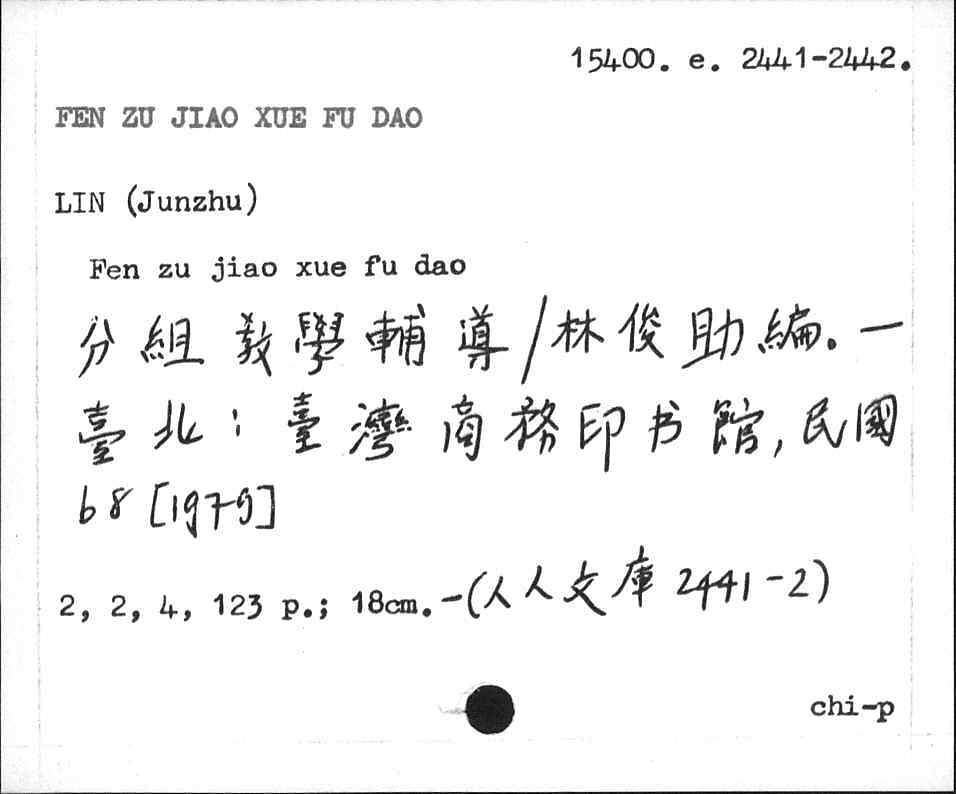 15400. e. 2441-2442.
FEN ZU JIAO XUE FU DAO
LIN (Junzhu)
Fen zu jiao xue fu dao
分組教學輔導/林俊助編.—
臺北: 臺灣商務印书館, 民國
68 [1979]
2, 2, 4, 123 p.; 18cm.-(人人文庫 2441-2)
chi-p